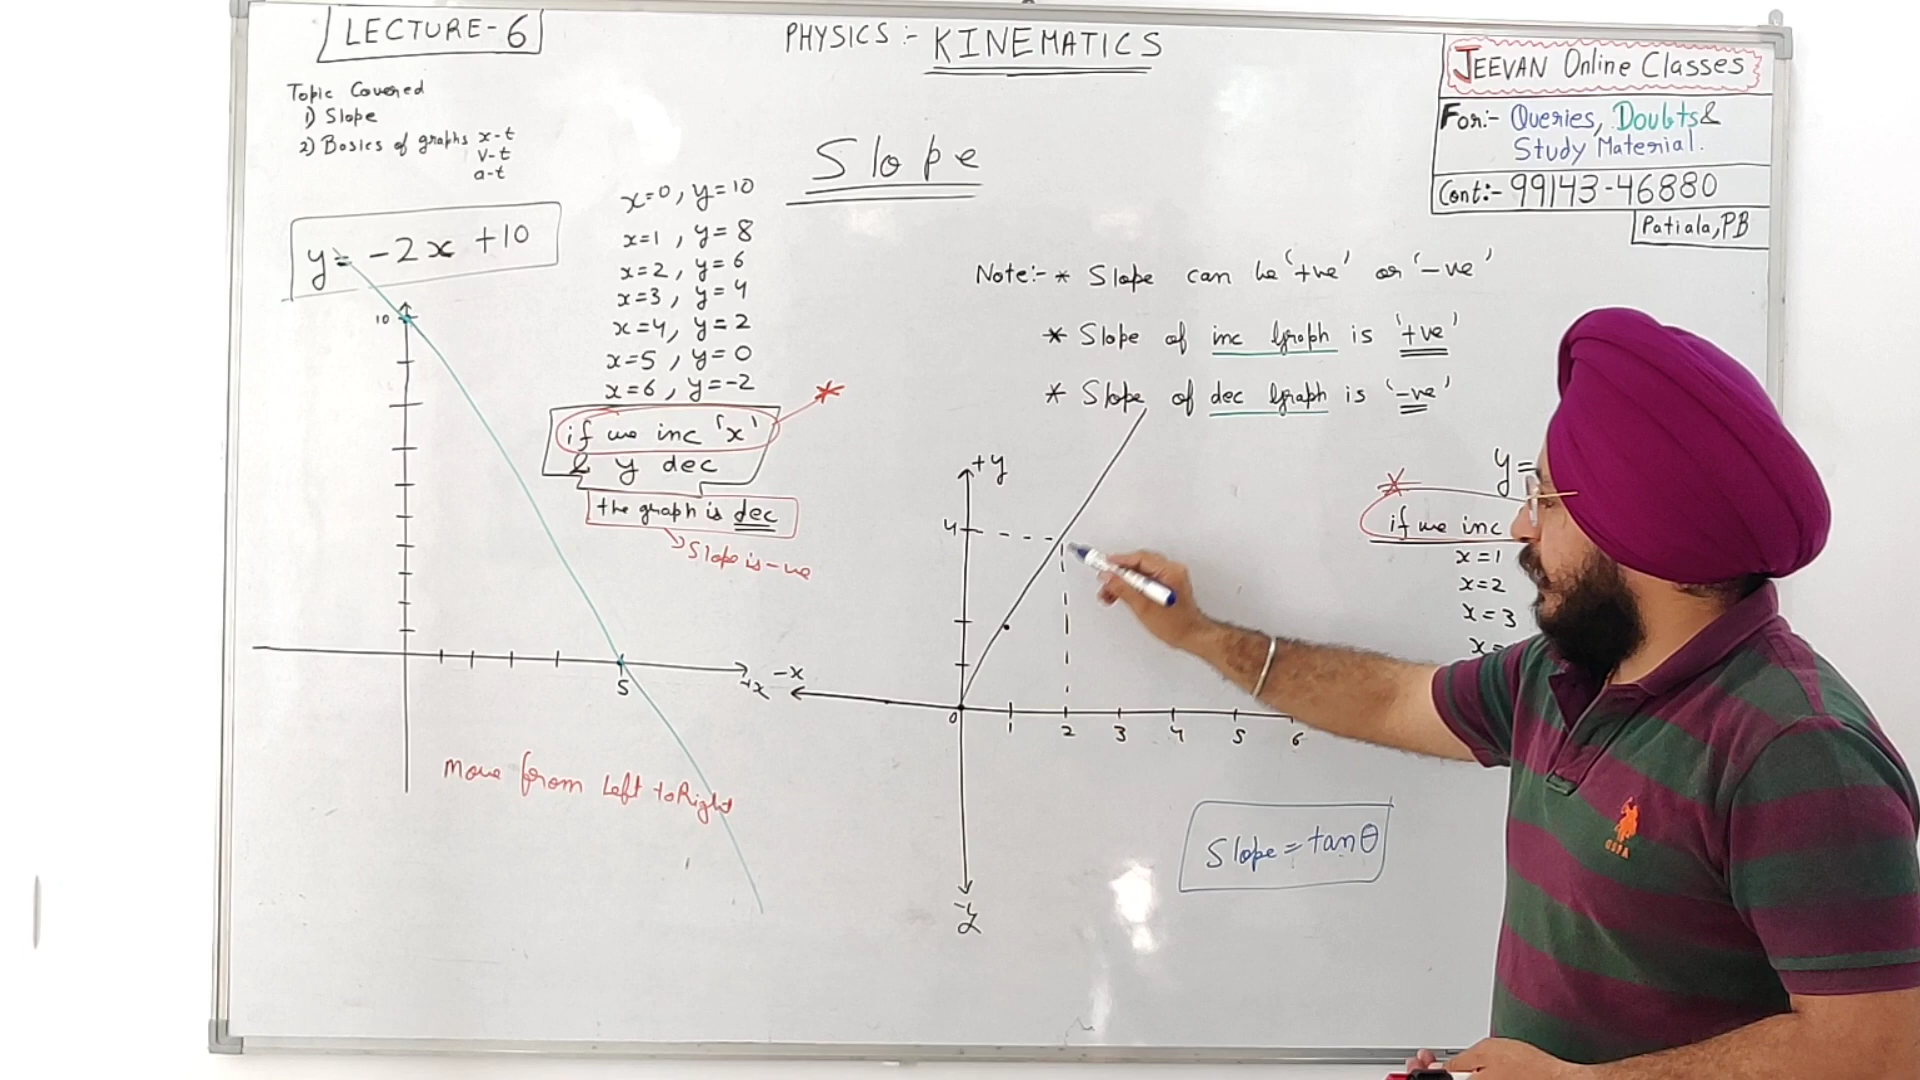 LECTURE-6
PHYSICS:- KINEMATICS
JEEVAN Online Classes
For:- Queries, Doubts &
Study Material.
Cont:- 99143-46880
Patiala, PB
Topic Covered
1) Slope
2) Basics of graphs x-t
v-t
a-t
Slope
y = -2x +10
x=0, y=10
x=1, y=8
x=2, y=6
x=3, y=4
x=4, y=2
x=5, y=0
x=6, y=-2
if we inc 'x'
& y dec
the graph is dec
Slope is -ve
10
5
+x
Move from Left to Right
Note:- * Slope can be '+ve' or '-ve'
* Slope of inc graph is '+ve'
* Slope of dec graph is '-ve'
+y
4
-x
0 1 2 3 4 5 6
-y
y=
if we inc
x=1
x=2
x=3
x=
Slope = tanθ